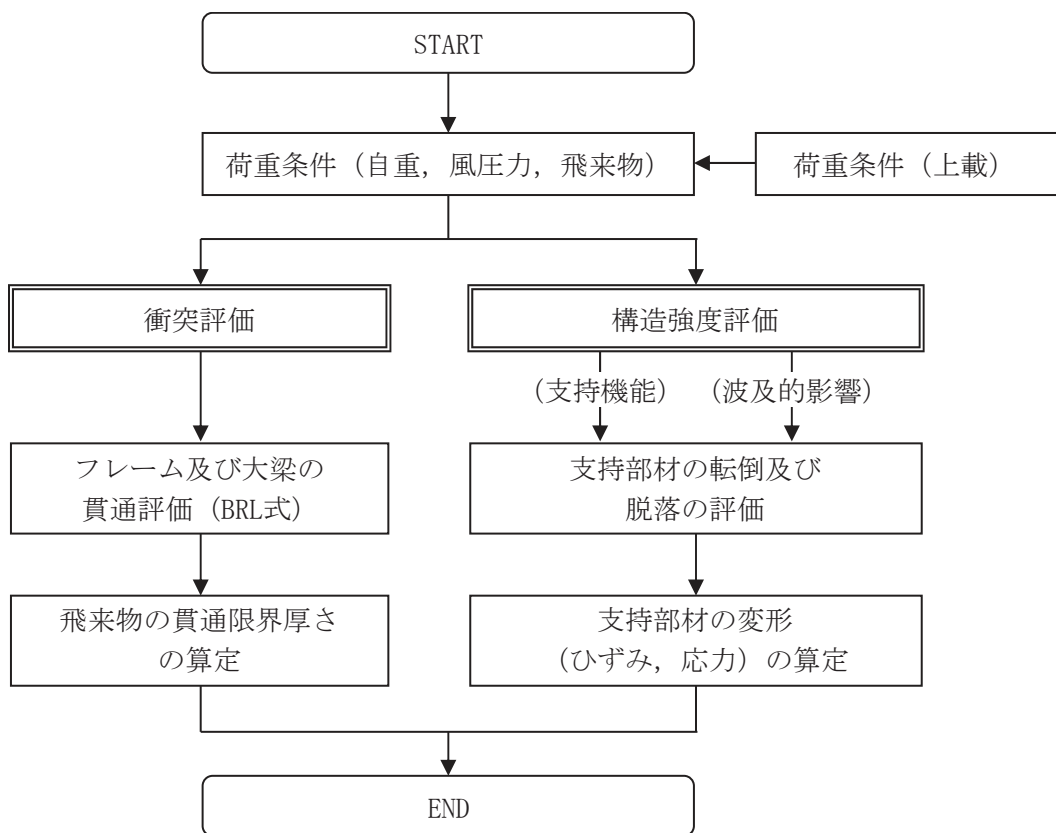 START
荷重条件（自重，風圧力，飛来物）
荷重条件（上載）
衝突評価
構造強度評価
（支持機能）
（波及的影響）
フレーム及び大梁の
貫通評価（BRL式）
支持部材の転倒及び
脱落の評価
飛来物の貫通限界厚さ
の算定
支持部材の変形
（ひずみ，応力）の算定
END